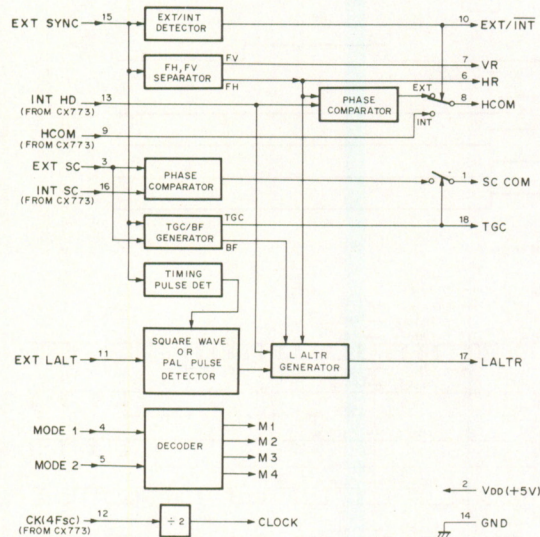 EXT SYNC 15 EXT/INT DETECTOR 10 EXT/INT
FH, FV SEPARATOR FV 7 VR
FH 6 HR
INT HD 13
(FROM CX773)
PHASE COMPARATOR EXT 8 HCOM
INT
HCOM 9
(FROM CX773)
EXT SC 3
INT SC 16
(FROM CX773)
PHASE COMPARATOR 1 SC COM
TGC/BF GENERATOR TGC 18 TGC
BF
TIMING PULSE DET
EXT LALT 11 SQUARE WAVE OR PAL PULSE DETECTOR
L ALTR GENERATOR 17 LALTR
MODE 1 4
MODE 2 5
DECODER
M1
M2
M3
M4
2 VDD(+5V)
CK(4Fsc) 12
(FROM CX773)
÷2 CLOCK
14 GND